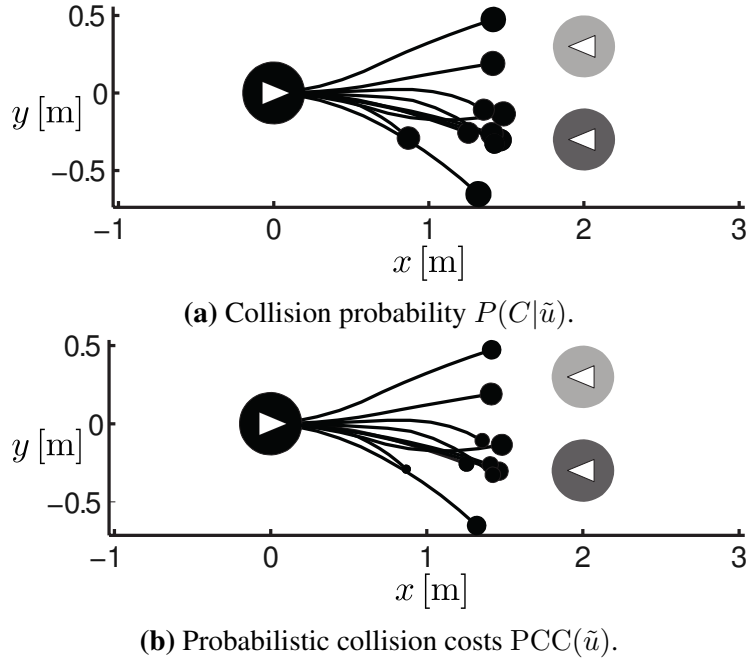 0.5
y [m] 0
−0.5
−1 0 1 2 3
x [m]
(a) Collision probability P(C|ũ).
0.5
y [m] 0
−0.5
−1 0 1 2 3
x [m]
(b) Probabilistic collision costs PCC(ũ).